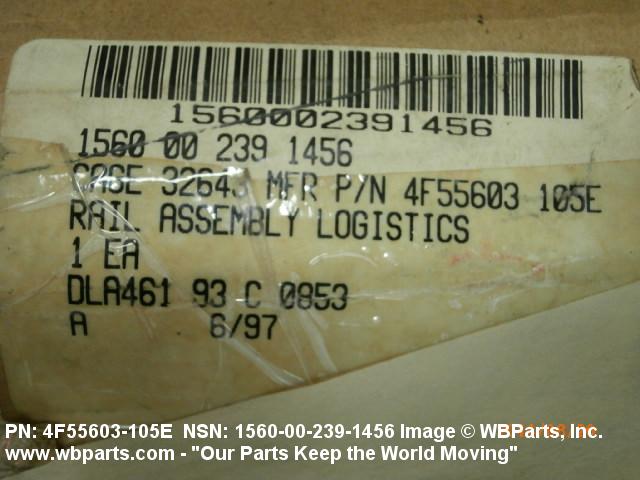 1560002391456
1560 00 239 1456
CAGE 32643 MFR P/N 4F55603 105E
RAIL ASSEMBLY LOGISTICS
1 EA
DLA461 93 C 0853
A 6/97
PN: 4F55603-105E NSN: 1560-00-239-1456 Image © WBParts, Inc.
www.wbparts.com - "Our Parts Keep the World Moving"